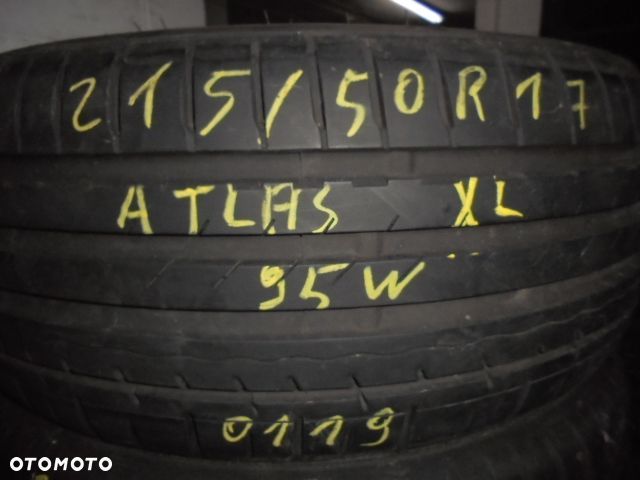 215/50R17
ATLAS XL
95W
0119
OTOMOTO